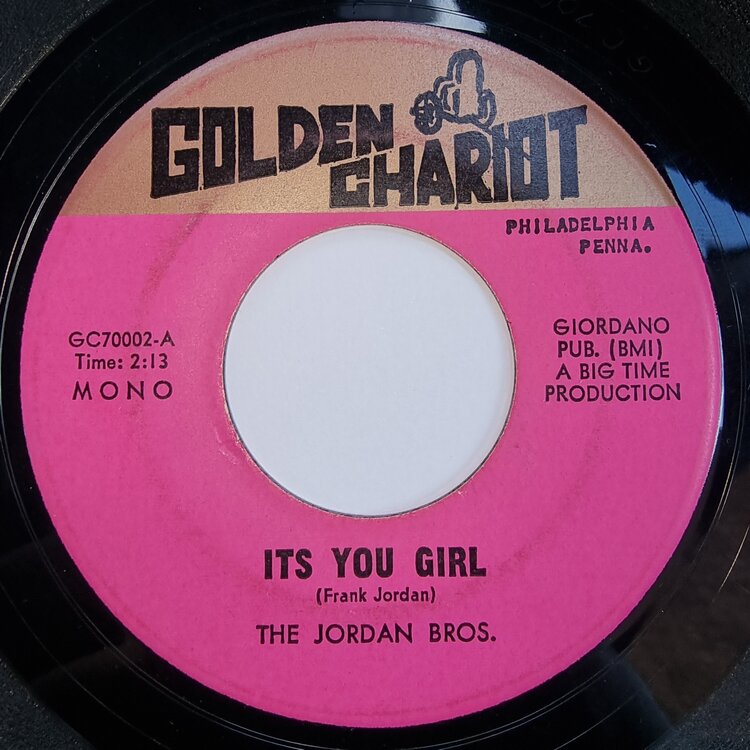 GOLDEN
CHARIOT
PHILADELPHIA
PENNA.
GC70002-A
Time: 2:13
MONO
GIORDANO
PUB. (BMI)
A BIG TIME
PRODUCTION
ITS YOU GIRL
(Frank Jordan)
THE JORDAN BROS.